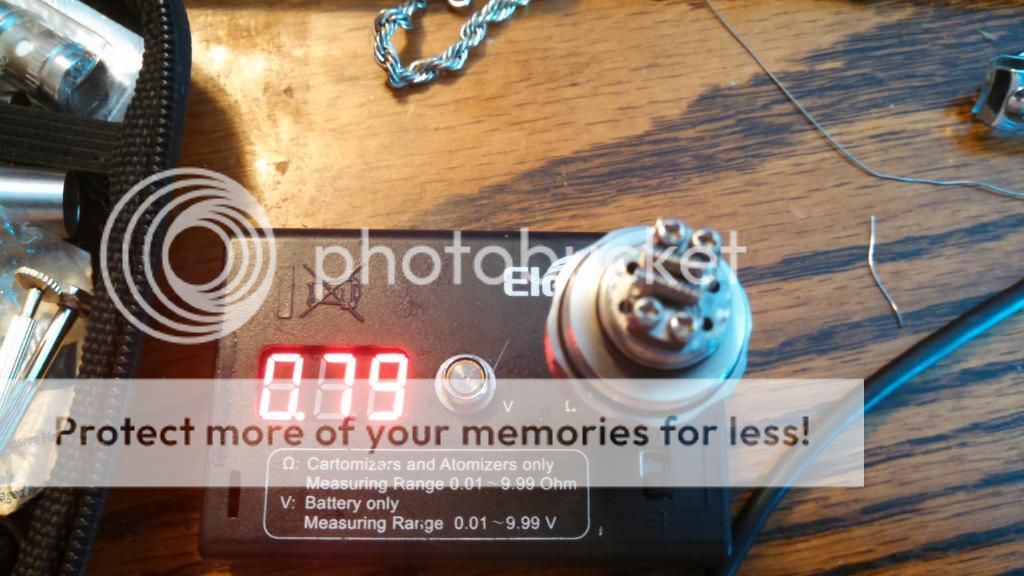 photobucket
0.79
V Ω
Protect more of your memories for less!
Ω: Cartomizers and Atomizers only
Measuring Range 0.01~9.99 Ohm
V: Battery only
Measuring Range 0.01~9.99 V